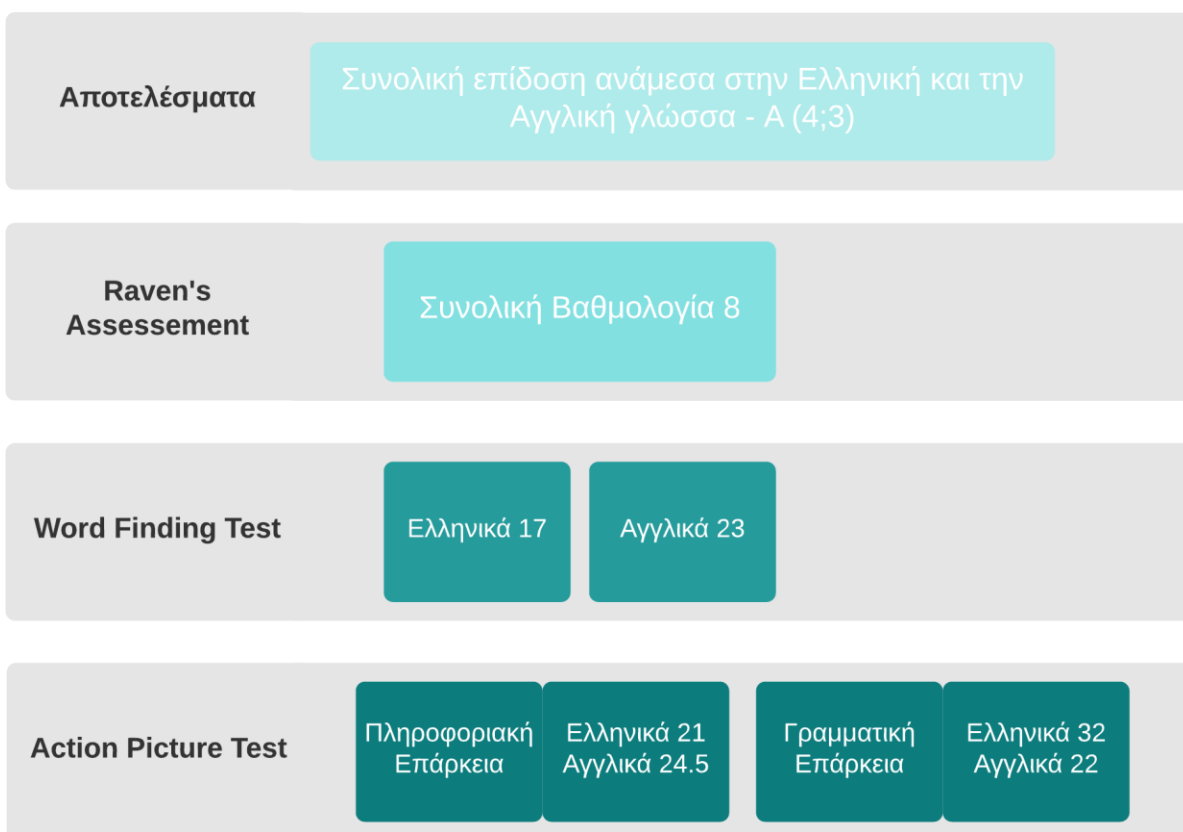 Αποτελέσματα
Συνολική επίδοση ανάμεσα στην Ελληνική και την
Αγγλική γλώσσα - Α (4;3)
Raven's
Assessement
Συνολική Βαθμολογία 8
Word Finding Test
Ελληνικά 17
Αγγλικά 23
Action Picture Test
Πληροφοριακή
Επάρκεια
Ελληνικά 21
Αγγλικά 24.5
Γραμματική
Επάρκεια
Ελληνικά 32
Αγγλικά 22